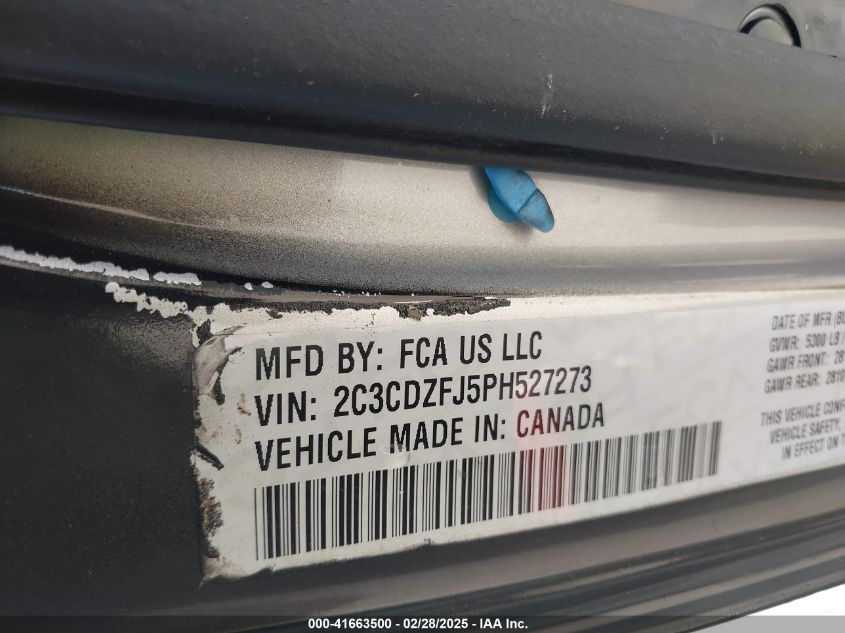 MFD BY: FCA US LLC
VIN: 2C3CDZFJ5PH527273
VEHICLE MADE IN: CANADA
DATE OF MFR
GVWR: 5300 LB
GAWR FRONT:
GAWR REAR:
THIS VEHICLE
VEHICLE SAFETY,
IN EFFECT ON
000-41663500 - 02/28/2025 - IAA Inc.